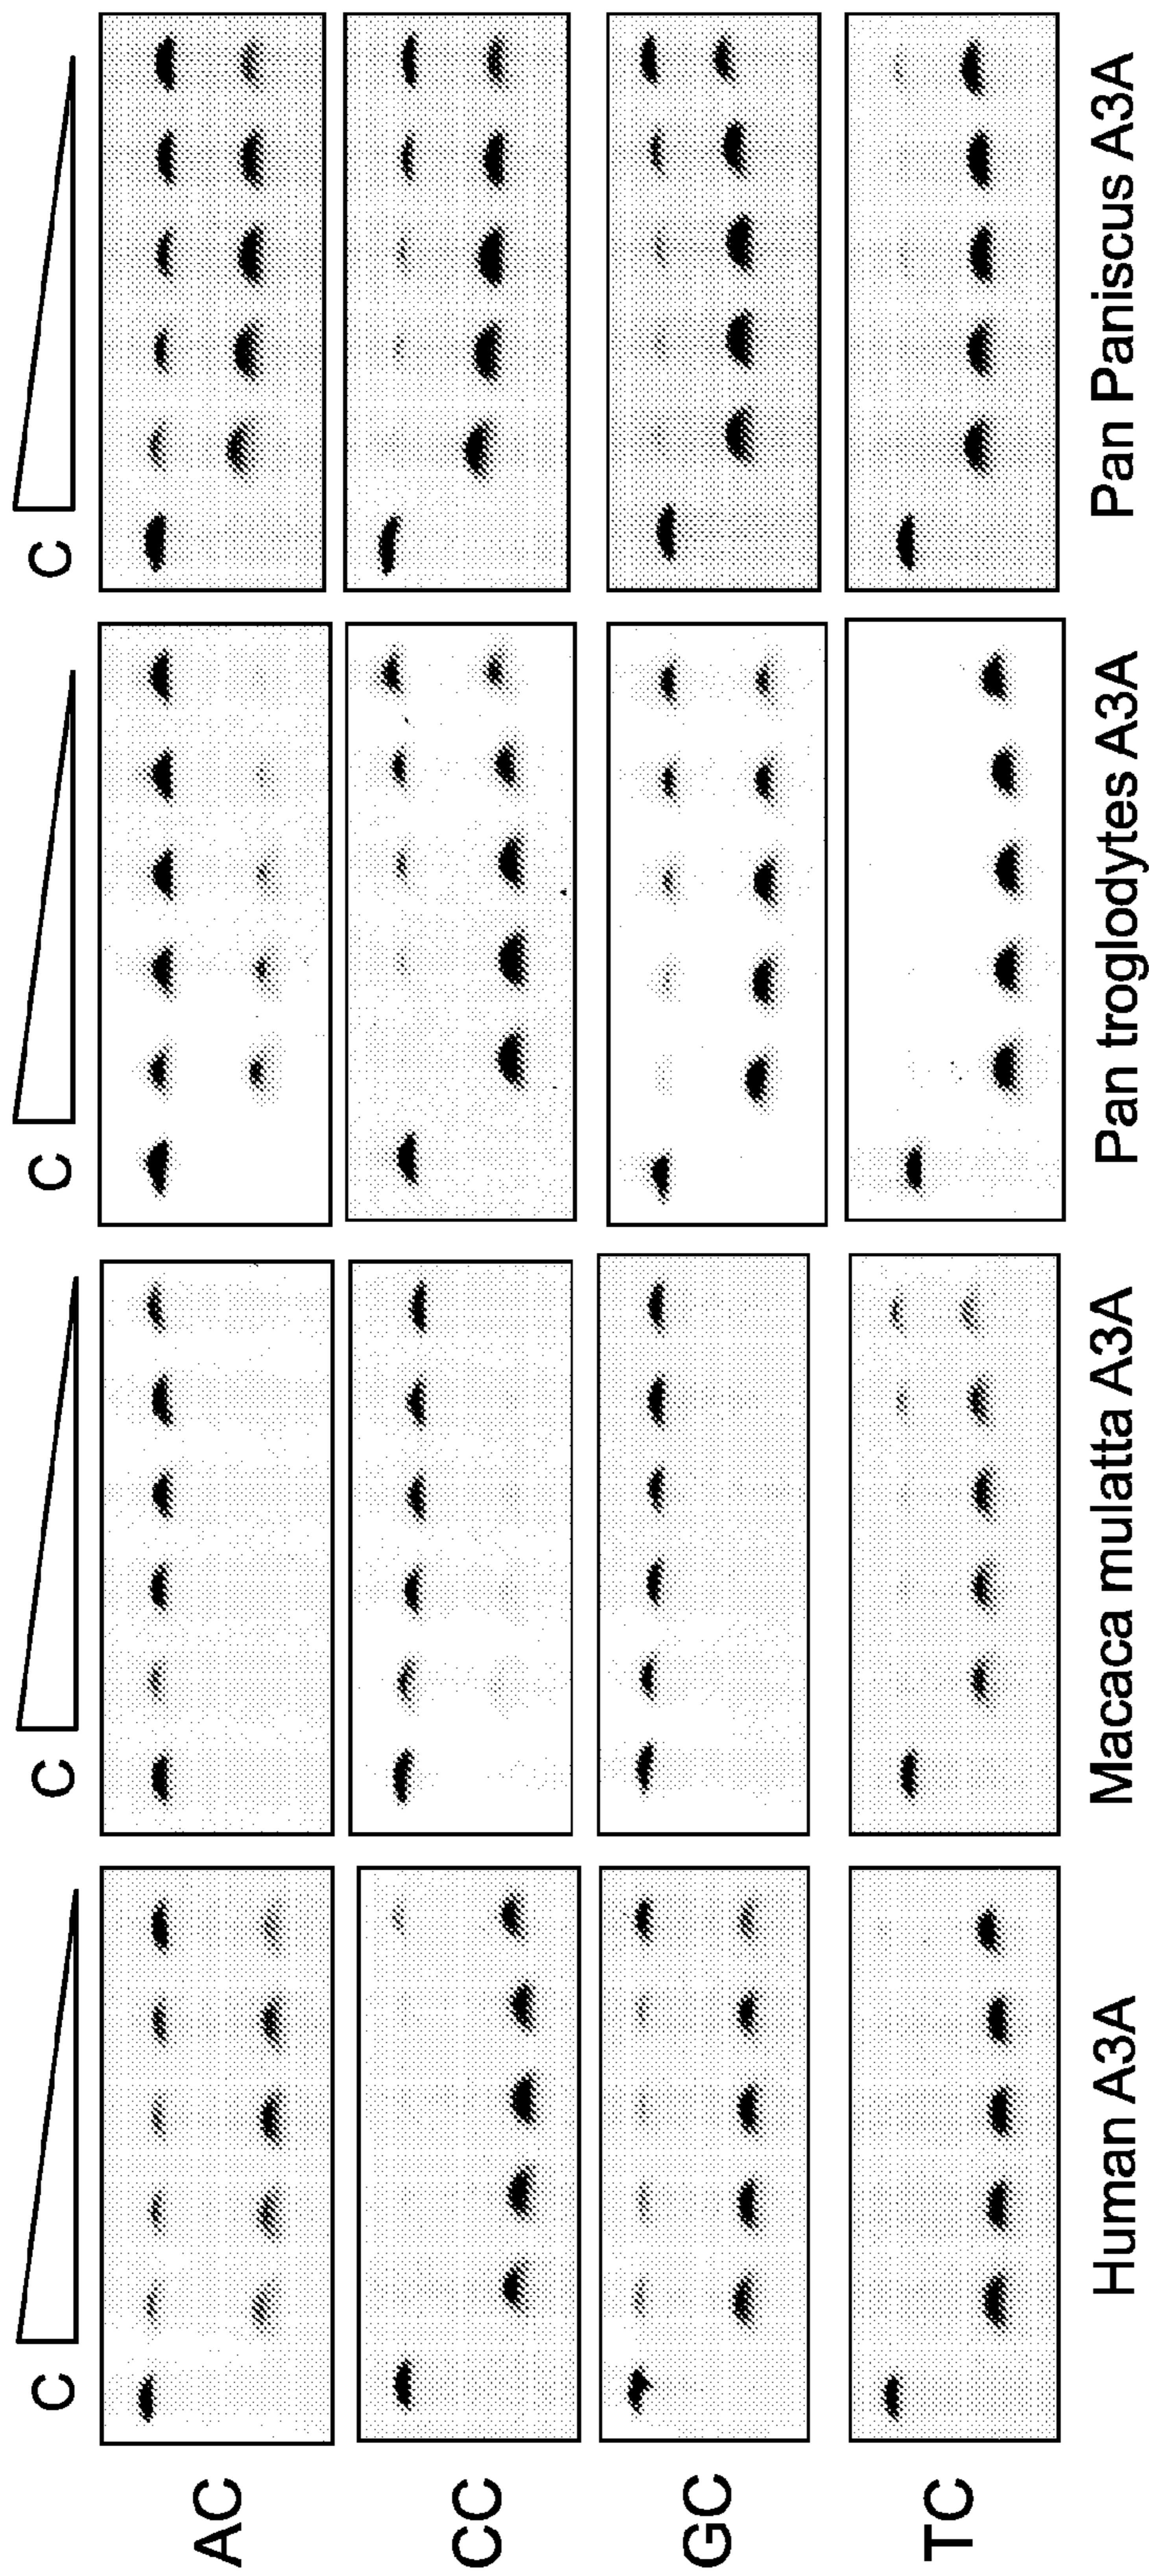 C
C
C
C
AC
CC
GC
TC
Human A3A
Macaca mulatta A3A
Pan troglodytes A3A
Pan Paniscus A3A